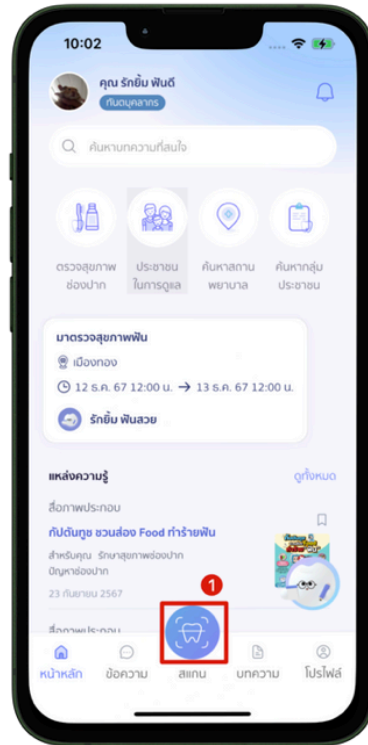 10:02
คุณ รักยิ้ม ฟันดี
ทันตบุคลากร
ค้นหาบทความที่สนใจ
ตรวจสุขภาพ
ช่องปาก
ประชาชน
ในการดูแล
ค้นหาสถาน
พยาบาล
ค้นหากลุ่ม
ประชาชน
มาตรวจสุขภาพฟัน
เมืองทอง
12 ธ.ค. 67 12:00 น. → 13 ธ.ค. 67 12:00 น.
รักยิ้ม ฟันสวย
แหล่งความรู้
ดูทั้งหมด
สื่อภาพประกอบ
กัปตันทูธ ชวนส่อง Food ทำร้ายฟัน
สำหรับคุณ รักษาสุขภาพช่องปาก
ปัญหาช่องปาก
23 กันยายน 2567
1
สื่อภาพประกอบ
หน้าหลัก
ข้อความ
สแกน
บทความ
โปรไฟล์